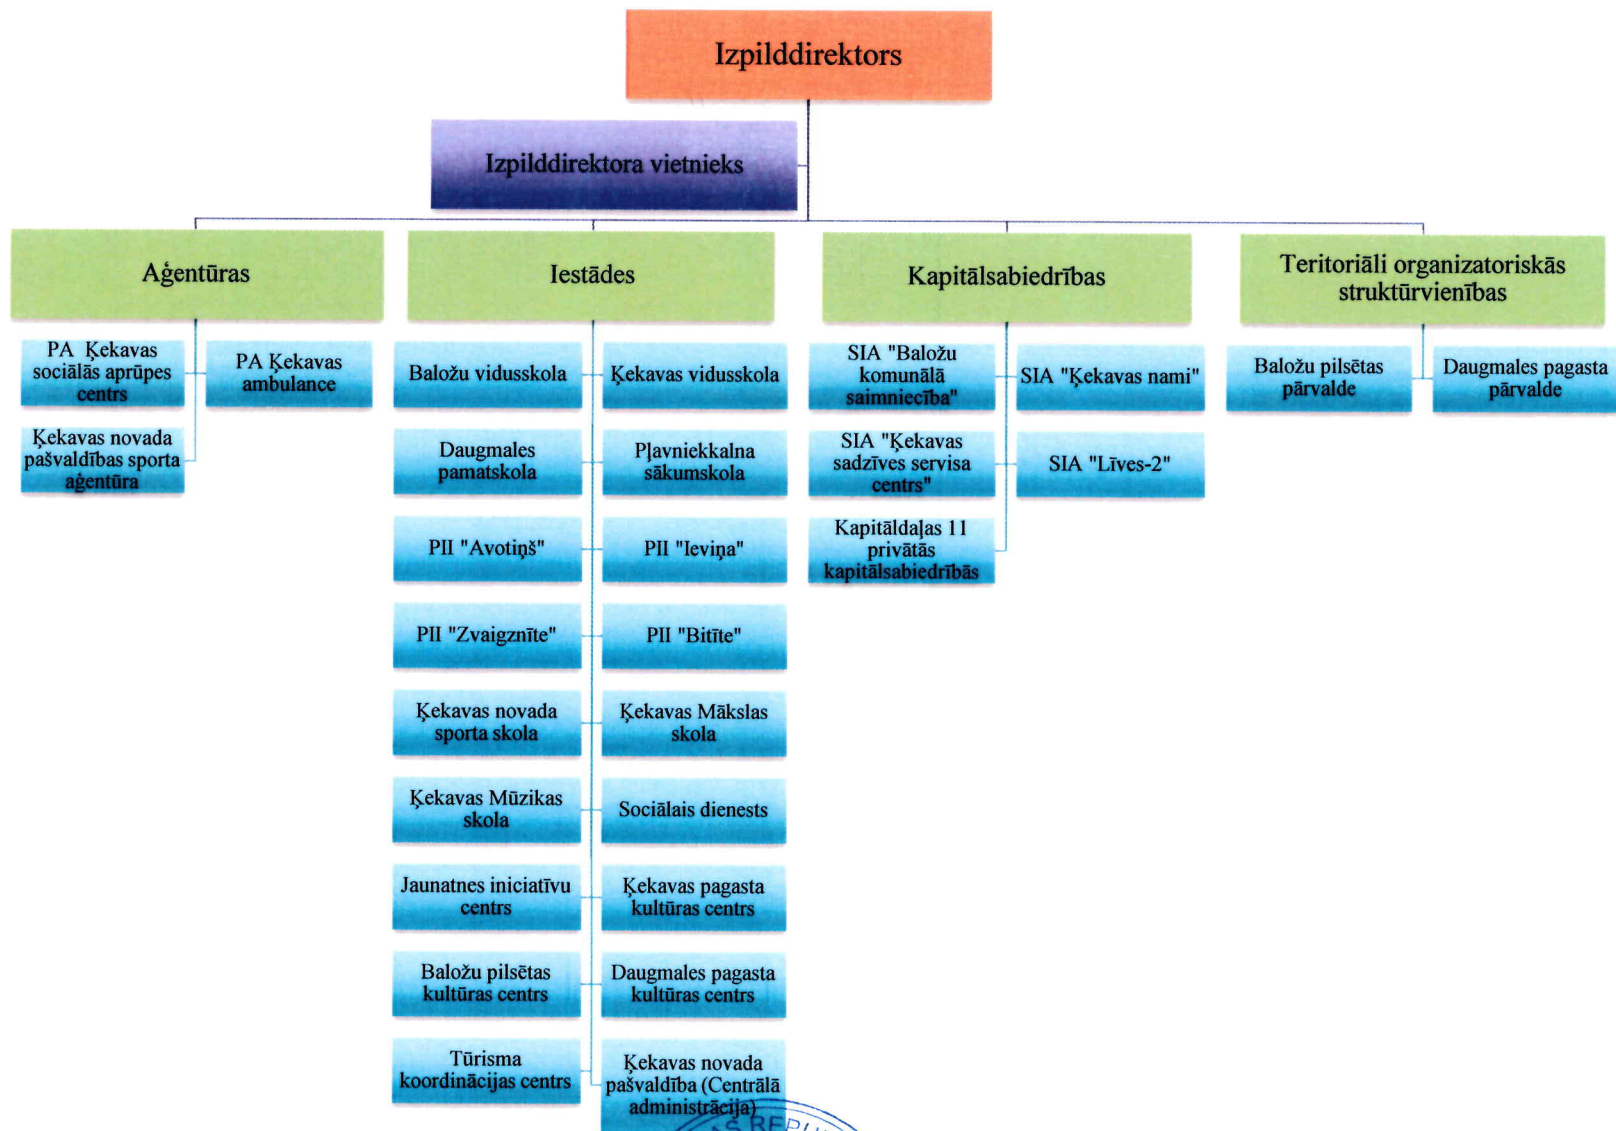 Izpilddirektors
Izpilddirektora vietnieks
Aģentūras
PA Ķekavas
sociālās aprūpes
centrs
PA Ķekavas
ambulance
Ķekavas novada
pašvaldības sporta
aģentūra
Iestādes
Baložu vidusskola
Ķekavas vidusskola
Daugmales
pamatskola
Pļavniekkalna
sākumskola
PII "Avotiņš"
PII "Ieviņa"
PII "Zvaigznīte"
PII "Bitīte"
Ķekavas novada
sporta skola
Ķekavas Mākslas
skola
Ķekavas Mūzikas
skola
Sociālais dienests
Jaunatnes iniciatīvu
centrs
Ķekavas pagasta
kultūras centrs
Baložu pilsētas
kultūras centrs
Daugmales pagasta
kultūras centrs
Tūrisma
koordinācijas centrs
Ķekavas novada
pašvaldība (Centrālā
administrācija)
Kapitālsabiedrības
SIA "Baložu
komunālā
saimniecība"
SIA "Ķekavas nami"
SIA "Ķekavas
sadzīves servisa
centrs"
SIA "Līves-2"
Kapitāldaļas 11
privātās
kapitālsabiedrībās
Teritoriāli organizatoriskās
struktūrvienības
Baložu pilsētas
pārvalde
Daugmales pagasta
pārvalde